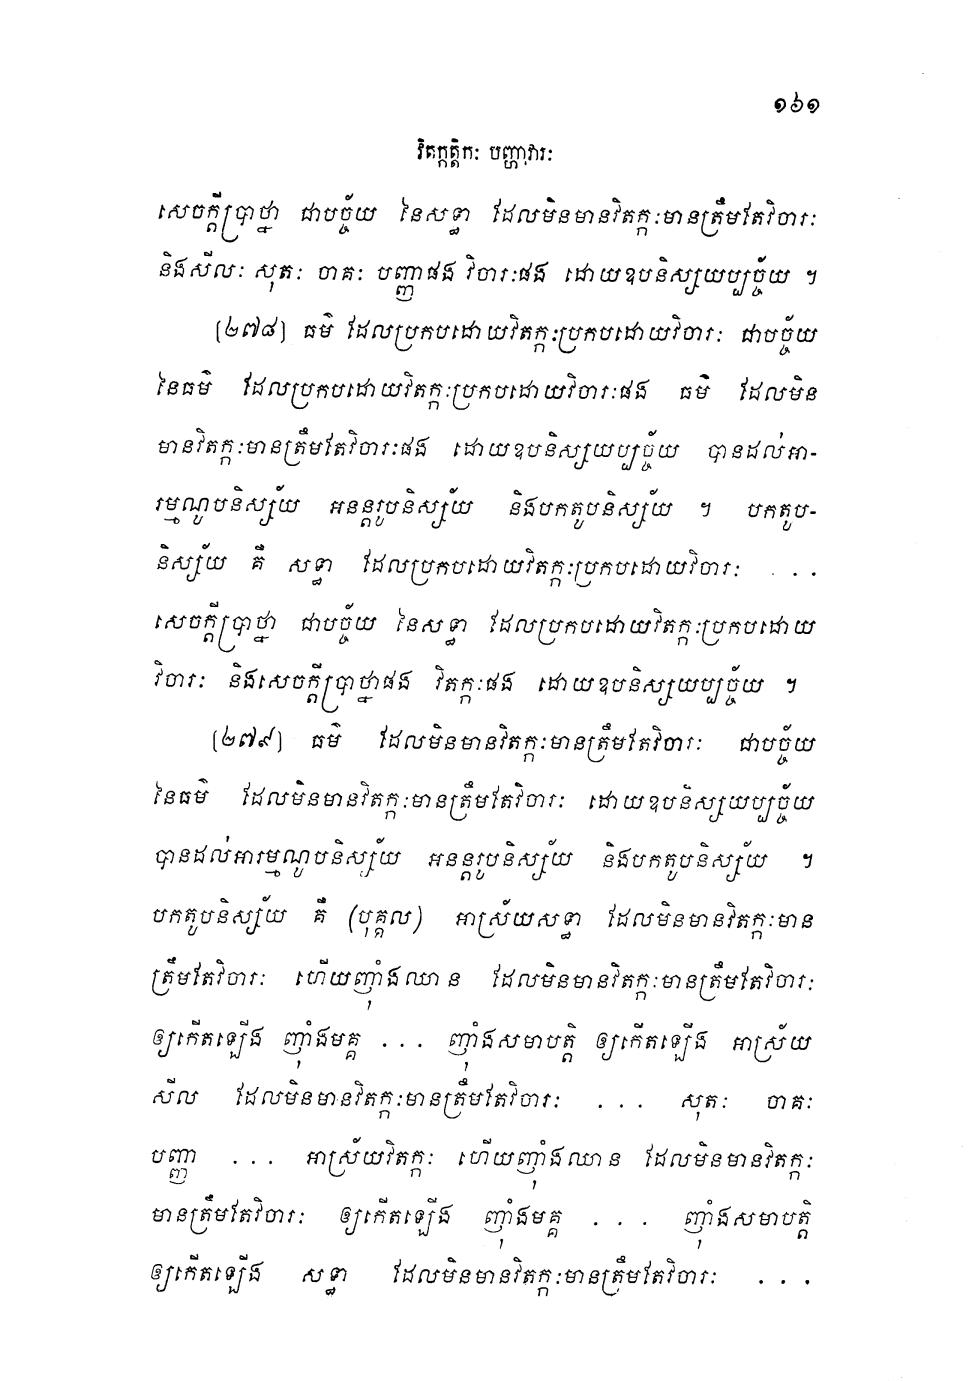 ១៦១
វិតក្កត្តិកៈ បញ្ហាវារៈ
សេចក្តីប្រាថ្នា ជាបច្ច័យ នៃសទ្ធា ដែលមិនមានវិតក្កៈមានត្រឹមតែវិចារៈ
និងសីលៈ សុតៈ ចាគៈ បញ្ញាផង វិចារៈផង ដោយឧបនិស្សយប្បច្ច័យ ។
(២៧៨) ធម៌ ដែលប្រកបដោយវិតក្កៈប្រកបដោយវិចារៈ ជាបច្ច័យ
នៃធម៌ ដែលប្រកបដោយវិតក្កៈប្រកបដោយវិចារៈផង ធម៌ ដែលមិន
មានវិតក្កៈមានត្រឹមតែវិចារៈផង ដោយឧបនិស្សយប្បច្ច័យ បានដល់អា-
រម្មណូបនិស្ស័យ អនន្តរូបនិស្ស័យ និងបកតូបនិស្ស័យ ។ បកតូប-
និស្ស័យ គឺ សទ្ធា ដែលប្រកបដោយវិតក្កៈប្រកបដោយវិចារៈ . . .
សេចក្តីប្រាថ្នា ជាបច្ច័យ នៃសទ្ធា ដែលប្រកបដោយវិតក្កៈប្រកបដោយ
វិចារៈ និងសេចក្តីប្រាថ្នាផង វិតក្កៈផង ដោយឧបនិស្សយប្បច្ច័យ ។
(២៧៩) ធម៌ ដែលមិនមានវិតក្កៈមានត្រឹមតែវិចារៈ ជាបច្ច័យ
នៃធម៌ ដែលមិនមានវិតក្កៈមានត្រឹមតែវិចារៈ ដោយឧបនិស្សយប្បច្ច័យ
បានដល់អារម្មណូបនិស្ស័យ អនន្តរូបនិស្ស័យ និងបកតូបនិស្ស័យ ។
បកតូបនិស្ស័យ គឺ (បុគ្គល) អាស្រ័យសទ្ធា ដែលមិនមានវិតក្កៈមាន
ត្រឹមតែវិចារៈ ហើយញ៉ាំងឈាន ដែលមិនមានវិតក្កៈមានត្រឹមតែវិចារៈ
ឲ្យកើតឡើង ញ៉ាំងមគ្គ . . . ញ៉ាំងសមាបត្តិ ឲ្យកើតឡើង អាស្រ័យ
សីល ដែលមិនមានវិតក្កៈមានត្រឹមតែវិចារៈ . . . សុតៈ ចាគៈ
បញ្ញា . . . អាស្រ័យវិតក្កៈ ហើយញ៉ាំងឈាន ដែលមិនមានវិតក្កៈ
មានត្រឹមតែវិចារៈ ឲ្យកើតឡើង ញ៉ាំងមគ្គ . . . ញ៉ាំងសមាបត្តិ
ឲ្យកើតឡើង សទ្ធា ដែលមិនមានវិតក្កៈមានត្រឹមតែវិចារៈ . . .